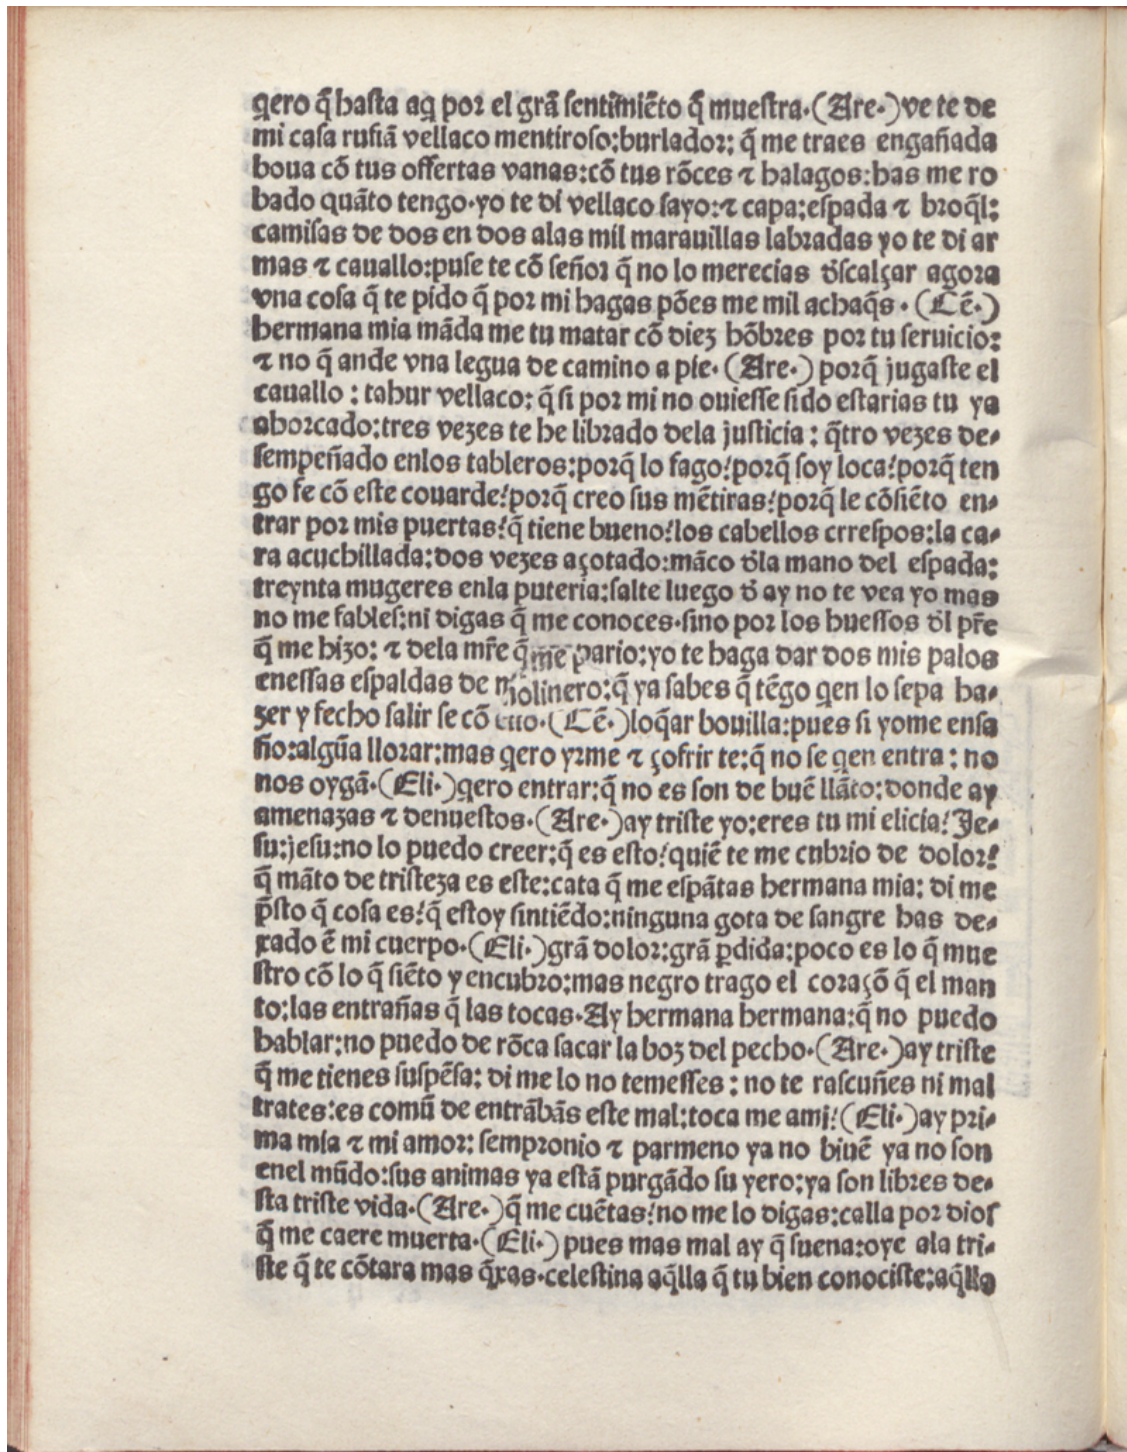 q̃ero q̃ hasta aq̃ por el grã sentimiẽto q̃ muestra.(Are.)ve te de
mi casa rufiã vellaco mentiroso:burlador: q̃ me traes engañada
boua cõ tus offertas vanas:cõ tus rõces ⁊ halagos:has me ro
bado quãto tengo.yo te di vellaco sayo:⁊ capa:espada ⁊ broq̃l:
camisas de dos en dos alas mil marauillas labradas yo te di ar
mas ⁊ cauallo:puse te cõ señor q̃ no lo merecias d̃scalçar agora
vna cosa q̃ te pido q̃ por mi hagas pões me mil achaq̃s . (Cẽ.)
hermana mia mãda me tu matar cõ diez hõbres por tu seruicio:
⁊ no q̃ ande vna legua de camino a pie. (Are.) porq̃ jugaste el
cauallo : tahur vellaco: q̃ si por mi no ouiesse sido estarias tu ya
ahorcado:tres vezes te he librado dela justicia : q̃tro vezes de-
sempeñado enlos tableros:porq̃ lo fago?porq̃ soy loca?porq̃ ten
go fe cõ este couarde?porq̃ creo sus mẽtiras?porq̃ le cõsiẽto en-
trar por mis puertas?q̃ tiene bueno?los cabellos crrespos:la ca-
ra acuchillada:dos vezes açotado:mãco d̃la mano del espada:
treynta mugeres enla puteria:salte luego d̃ ay no te vea yo mas
no me fables:ni digas q̃ me conoces.sino por los huessos d̃l pr̃e
q̃ me hizo: ⁊ dela mr̃e q̃ me pario:yo te haga dar dos mis palos
enessas espaldas de molinero:q̃ ya sabes q̃ tẽgo q̃en lo sepa ha-
zer y fecho salir se cõ ello.(Cẽ.)loq̃ar bouilla:pues si yome ensa
ño:algũa llorar:mas q̃ero yrme ⁊ çofrir te:q̃ no se q̃en entra : no
nos oygã.(Eli.)q̃ero entrar:q̃ no es son de buẽ llãto:donde ay
amenazas ⁊ denuestos.(Are.)ay triste yo:eres tu mi elicia? Je-
su:jesu:no lo puedo creer:q̃ es esto?quiẽ te me cubrio de dolor?
q̃ mãto de tristeza es este:cata q̃ me espãtas hermana mia: di me
p̃sto q̃ cosa es?q̃ estoy sintiẽdo:ninguna gota de sangre has de-
xado ẽ mi cuerpo.(Eli.)grã dolor:grã ꝑdida:poco es lo q̃ mue
stro cõ lo q̃ siẽto y encubro:mas negro trago el coraçõ q̃ el man
to:las entrañas q̃ las tocas.Ay hermana hermana:q̃ no puedo
hablar:no puedo de rõca sacar la boz del pecho.(Are.)ay triste
q̃ me tienes suspẽsa: di me lo no temesses : no te rascuñes ni mal
trates:es comũ de entrãbãs este mal:toca me ami?(Eli.)ay pri-
ma mia ⁊ mi amor: sempronio ⁊ parmeno ya no biuẽ ya no son
enel mũdo:sus animas ya estã purgãdo su yero:ya son libres de-
sta triste vida.(Are.)q̃ me cuẽtas?no me lo digas:calla por dios
q̃ me caere muerta.(Eli.) pues mas mal ay q̃ suena:oye ala tri-
ste q̃ te cõtara mas q̃xas.celestina aq̃lla q̃ tu bien conociste:aq̃lla